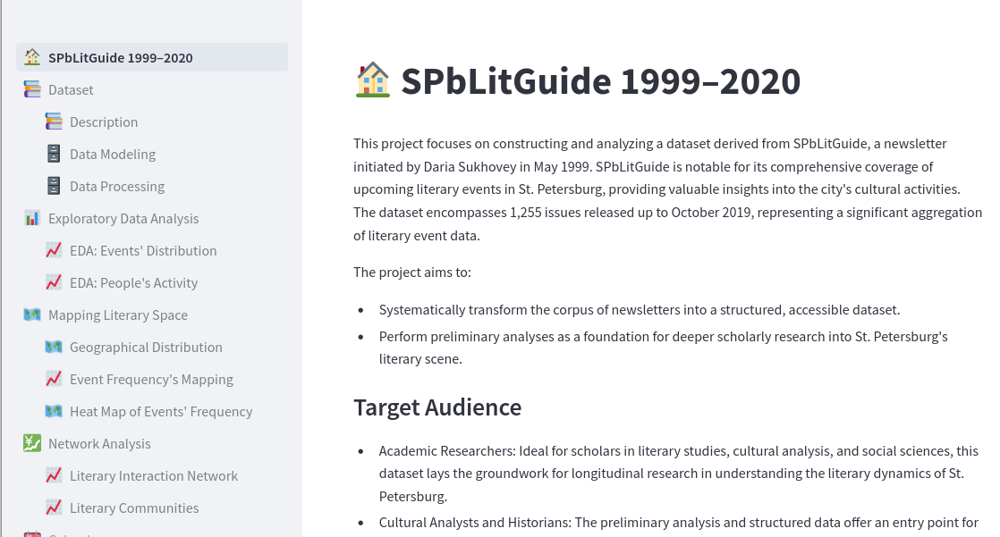 SPbLitGuide 1999–2020
Dataset
Description
Data Modeling
Data Processing
Exploratory Data Analysis
EDA: Events' Distribution
EDA: People's Activity
Mapping Literary Space
Geographical Distribution
Event Frequency's Mapping
Heat Map of Events' Frequency
Network Analysis
Literary Interaction Network
Literary Communities
SPbLitGuide 1999–2020
This project focuses on constructing and analyzing a dataset derived from SPbLitGuide, a newsletter
initiated by Daria Sukhovey in May 1999. SPbLitGuide is notable for its comprehensive coverage of
upcoming literary events in St. Petersburg, providing valuable insights into the city's cultural activities.
The dataset encompasses 1,255 issues released up to October 2019, representing a significant aggregation
of literary event data.
The project aims to:
• Systematically transform the corpus of newsletters into a structured, accessible dataset.
• Perform preliminary analyses as a foundation for deeper scholarly research into St. Petersburg's
literary scene.
Target Audience
• Academic Researchers: Ideal for scholars in literary studies, cultural analysis, and social sciences, this
dataset lays the groundwork for longitudinal research in understanding the literary dynamics of St.
Petersburg.
• Cultural Analysts and Historians: The preliminary analysis and structured data offer an entry point for